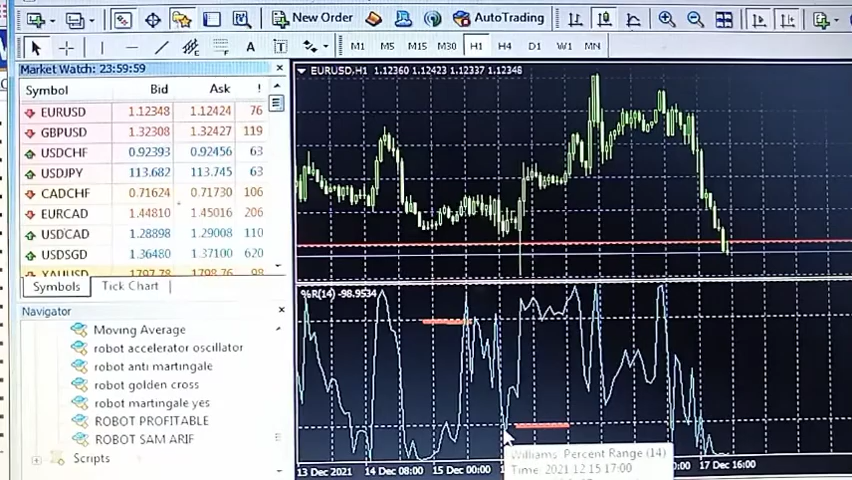 New Order
AutoTrading
A
T
M1 M5 M15 M30 H1 H4 D1 W1 MN
Market Watch: 23:59:59
Symbol Bid Ask !
EURUSD 1.12348 1.12424 76
GBPUSD 1.32308 1.32427 119
USDCHF 0.92393 0.92456 63
USDJPY 113.682 113.745 63
CADCHF 0.71624 0.71730 106
EURCAD 1.44810 1.45016 206
USDCAD 1.28898 1.29008 110
USDSGD 1.36480 1.37100 620
XAUUSD 1797.78 1798.76 98
Symbols Tick Chart
Navigator
Moving Average
robot accelerator oscillator
robot anti martingale
robot golden cross
robot martingale yes
ROBOT PROFITABLE
ROBOT SAM ARIF
Scripts
EURUSD,H1 1.12360 1.12423 1.12337 1.12348
%R(14) -98.9534
Williams Percent Range (14)
Time: 2021.12.15 17:00
13 Dec 2021 14 Dec 08:00 15 Dec 00:00 17 Dec 16:00